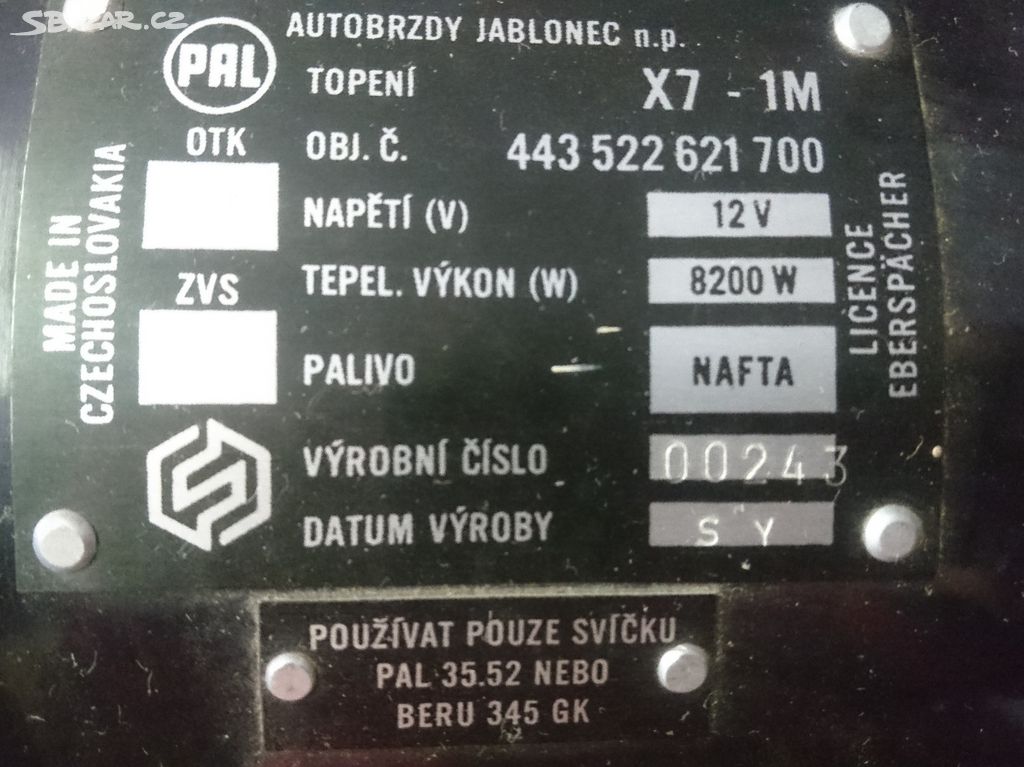 SBAZAR.CZ
PAL
AUTOBRZDY JABLONEC n.p.
TOPENÍ X7 - 1M
OTK
OBJ. Č. 443 522 621 700
NAPĚTÍ (V) 12 V
ZVS
TEPEL. VÝKON (W) 8200 W
PALIVO NAFTA
VÝROBNÍ ČÍSLO 00243
DATUM VÝROBY S Y
MADE IN
CZECHOSLOVAKIA
LICENCE
EBERSPÄCHER
POUŽÍVAT POUZE SVÍČKU
PAL 35.52 NEBO
BERU 345 GK